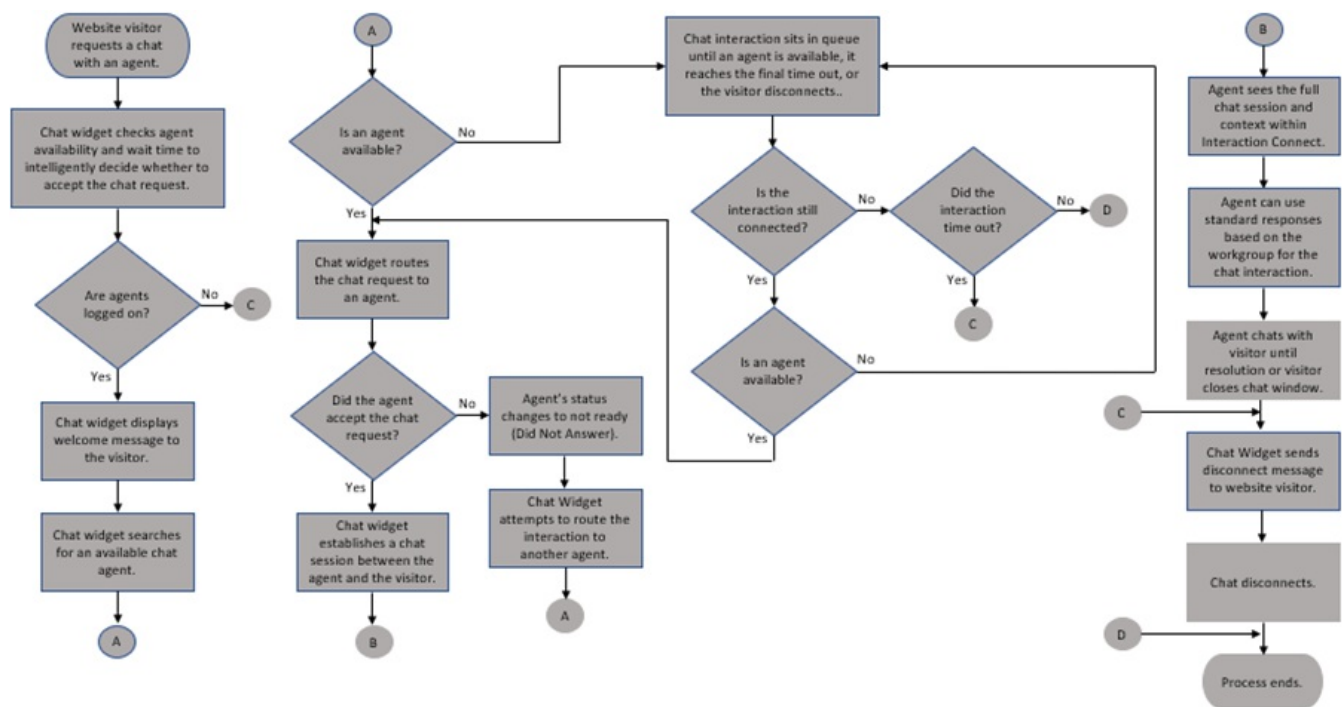 Website visitor
requests a chat
with an agent.
Chat widget checks agent
availability and wait time to
intelligently decide whether to
accept the chat request.
Are agents
logged on?
No
C
Yes
Chat widget displays
welcome message to
the visitor.
Chat widget searches
for an available chat
agent.
A
A
Is an agent
available?
No
Yes
Chat widget routes
the chat request to
an agent.
Did the agent
accept the chat
request?
No
Yes
Chat widget
establishes a chat
session between the
agent and the visitor.
B
Agent's status
changes to not ready
(Did Not Answer).
Chat Widget
attempts to route the
interaction to
another agent.
A
Chat interaction sits in queue
until an agent is available, it
reaches the final time out, or
the visitor disconnects..
Is the
interaction still
connected?
No
Yes
Did the
interaction
time out?
No
D
Yes
C
Is an agent
available?
No
Yes
B
Agent sees the full
chat session and
context within
Interaction Connect.
Agent can use
standard responses
based on the
workgroup for the
chat interaction.
Agent chats with
visitor until
resolution or visitor
closes chat window.
C
Chat Widget sends
disconnect message
to website visitor.
Chat disconnects.
D
Process ends.